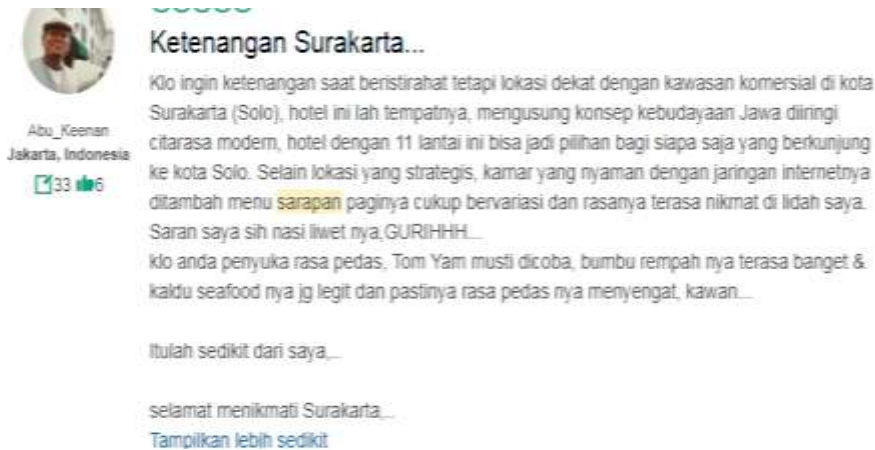 Ketenangan Surakarta...
Klo ingin ketenangan saat beristirahat tetapi lokasi dekat dengan kawasan komersial di kota
Surakarta (Solo), hotel ini lah tempatnya, mengusung konsep kebudayaan Jawa diiringi
citarasa modern, hotel dengan 11 lantai ini bisa jadi pilihan bagi siapa saja yang berkunjung
ke kota Solo. Selain lokasi yang strategis, kamar yang nyaman dengan jaringan internetnya
ditambah menu sarapan paginya cukup bervariasi dan rasanya terasa nikmat di lidah saya.
Saran saya sih nasi liwet nya,GURIHHH...
klo anda penyuka rasa pedas, Tom Yam musti dicoba, bumbu rempah nya terasa banget &
kaldu seafood nya jg legit dan pastinya rasa pedas nya menyengat, kawan...
Itulah sedikit dari saya,...
selamat menikmati Surakarta,...
Tampilkan lebih sedikit
Abu_Keenan
Jakarta, Indonesia
33 6